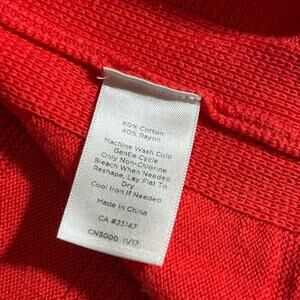 60% Cotton
40% Rayon
Machine Wash Cold
Gentle Cycle
Only Non-Chlorine
Bleach When Needed
Reshape, Lay Flat To
Dry
Cool Iron If Needed
Made In China
CA #23147
CN5000 11/17